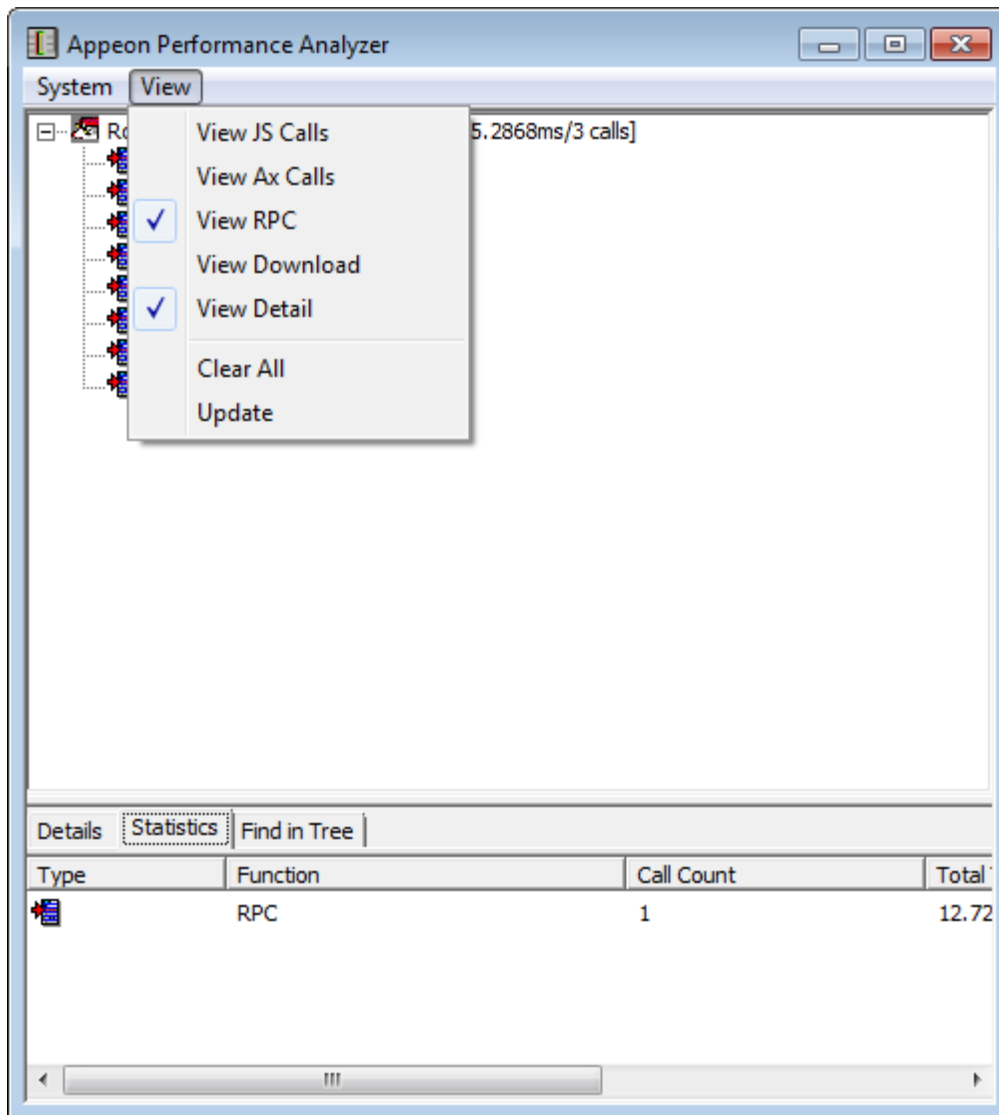 Appeon Performance Analyzer
System View
5.2868ms/3 calls]
View JS Calls
View Ax Calls
View RPC
View Download
View Detail
Clear All
Update
Details Statistics Find in Tree
Type Function Call Count Total
RPC 1 12.72